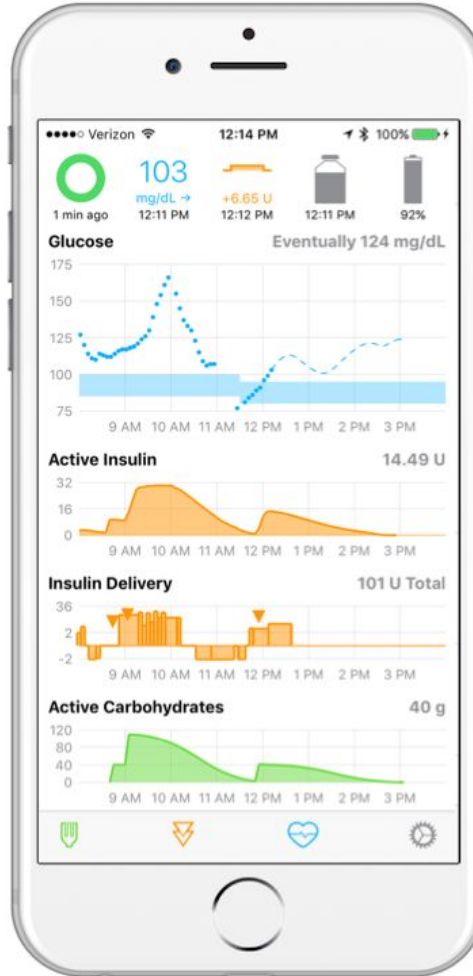 Verizon 12:14 PM 100%
103
mg/dL → +6.65 U
1 min ago 12:11 PM 12:12 PM 12:11 PM 92%
Glucose Eventually 124 mg/dL
175
150
125
100
75
9 AM 10 AM 11 AM 12 PM 1 PM 2 PM 3 PM
Active Insulin 14.49 U
32
16
0
9 AM 10 AM 11 AM 12 PM 1 PM 2 PM 3 PM
Insulin Delivery 101 U Total
36
2
-2
9 AM 10 AM 11 AM 12 PM 1 PM 2 PM 3 PM
Active Carbohydrates 40 g
120
80
40
0
9 AM 10 AM 11 AM 12 PM 1 PM 2 PM 3 PM